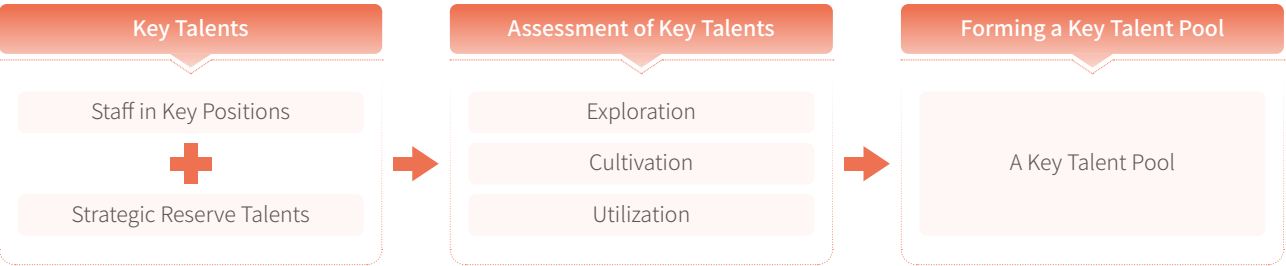 Key Talents
Staff in Key Positions
Strategic Reserve Talents
Assessment of Key Talents
Exploration
Cultivation
Utilization
Forming a Key Talent Pool
A Key Talent Pool